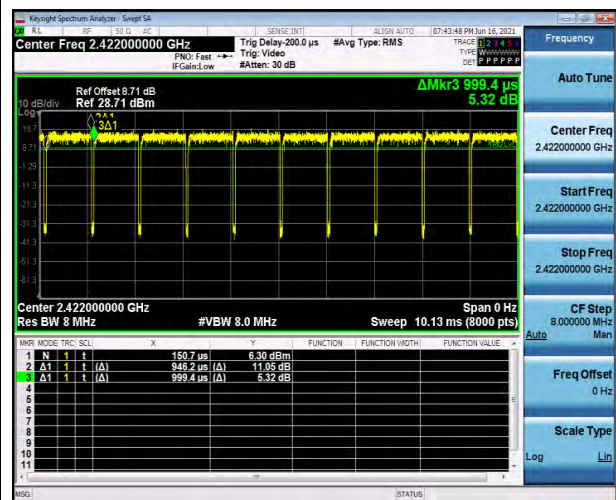 Keysight Spectrum Analyzer - Swept SA
RL RF 50 Ω AC SENSE:INT ALIGN AUTO 07:43:48 PM Jun 16, 2021
Center Freq 2.422000000 GHz
PNO: Fast
IFGain:Low
Trig Delay-200.0 µs
Trig: Video
#Atten: 30 dB
#Avg Type: RMS
TRACE 1 2 3 4 5 6
TYPE W
DET P P P P P P
Ref Offset 8.71 dB
10 dB/div Ref 28.71 dBm
Log
ΔMkr3 999.4 µs
5.32 dB
3Δ1
18.7
8.71
-1.29
-11.3
-21.3
-31.3
-41.3
-51.3
-61.3
Center 2.422000000 GHz Span 0 Hz
Res BW 8 MHz #VBW 8.0 MHz Sweep 10.13 ms (8000 pts)
MKR MODE TRC SCL X Y FUNCTION FUNCTION WIDTH FUNCTION VALUE
1 N 1 t 150.7 µs 6.30 dBm
2 Δ1 1 t (Δ) 946.2 µs (Δ) 11.05 dB
3 Δ1 1 t (Δ) 999.4 µs (Δ) 5.32 dB
4
5
6
7
8
9
10
11
MSG STATUS
Frequency
Auto Tune
Center Freq
2.422000000 GHz
Start Freq
2.422000000 GHz
Stop Freq
2.422000000 GHz
CF Step
8.000000 MHz
Auto Man
Freq Offset
0 Hz
Scale Type
Log Lin